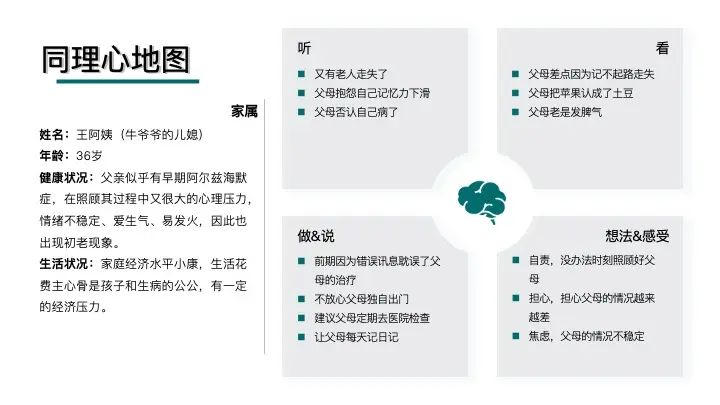 同理心地图
家属
姓名：王阿姨（牛爷爷的儿媳）
年龄：36岁
健康状况：父亲似乎有早期阿尔兹海默
症，在照顾其过程中又很大的心理压力，
情绪不稳定、爱生气、易发火，因此也
出现初老现象。
生活状况：家庭经济水平小康，生活花
费主心骨是孩子和生病的公公，有一定
的经济压力。
听
又有老人走失了
父母抱怨自己记忆力下滑
父母否认自己病了
看
父母差点因为记不起路走失
父母把苹果认成了土豆
父母老是发脾气
做&说
前期因为错误讯息耽误了父
母的治疗
不放心父母独自出门
建议父母定期去医院检查
让父母每天记日记
想法&感受
自责，没办法时刻照顾好父
母
担心，担心父母的情况越来
越差
焦虑，父母的情况不稳定